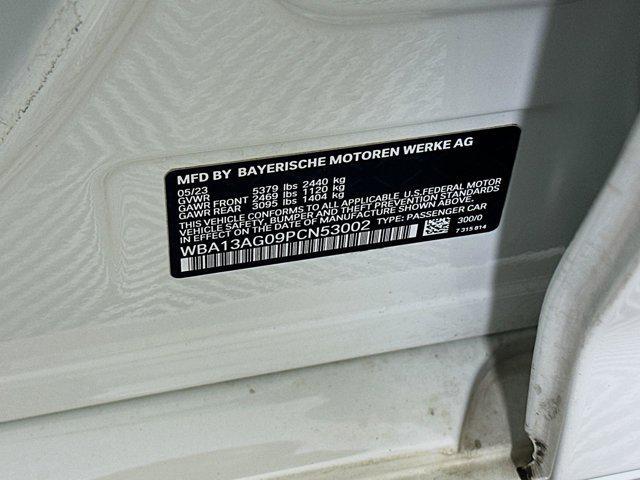 MFD BY BAYERISCHE MOTOREN WERKE AG
05/23 5379 lbs 2440 kg
GVWR
GAWR FRONT 2469 lbs 1120 kg
GAWR REAR 3095 lbs 1404 kg
THIS VEHICLE CONFORMS TO ALL APPLICABLE U.S.FEDERAL MOTOR
VEHICLE SAFETY, BUMPER AND THEFT PREVENTION STANDARDS
IN EFFECT ON THE DATE OF MANUFACTURE SHOWN ABOVE.
WBA13AG09PCN53002 TYPE: PASSENGER CAR
300/0
7 315 814